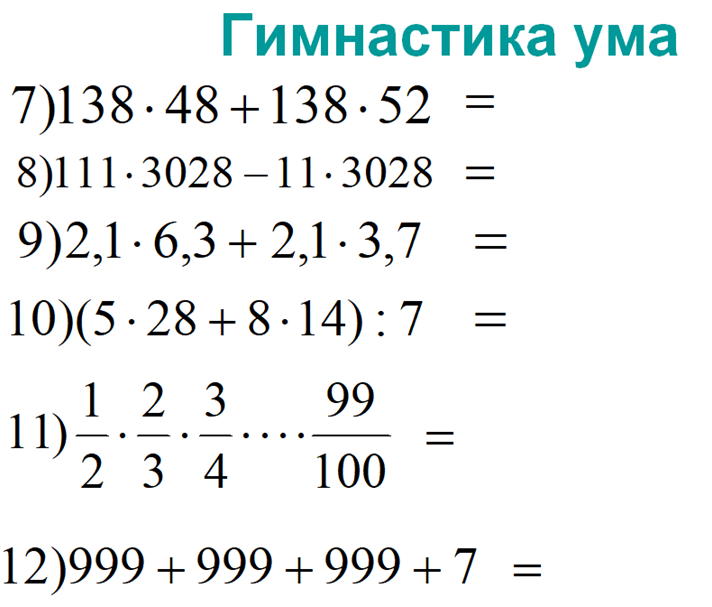 Гимнастика ума
7)138·48+138·52 =
8)111·3028–11·3028 =
9)2,1·6,3+2,1·3,7 =
10)(5·28+8·14):7 =
11) 1/2 · 2/3 · 3/4 ····· 99/100 =
12)999+999+999+7 =